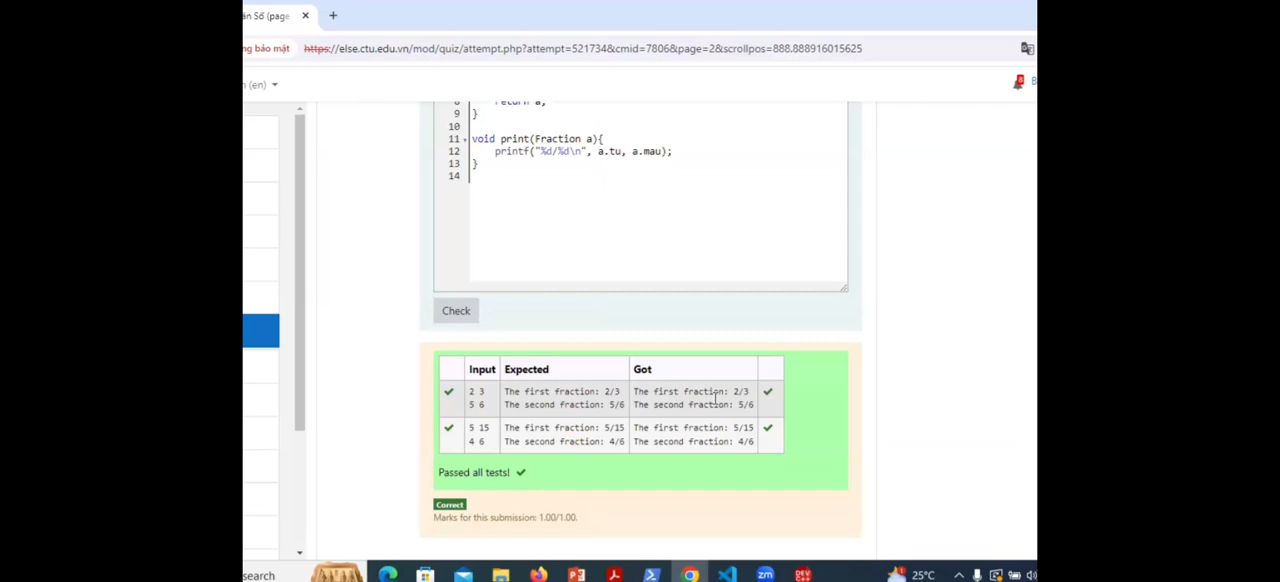 ân Số (page
ng bảo mật https://else.ctu.edu.vn/mod/quiz/attempt.php?attempt=521734&cmid=7806&page=2&scrollpos=888.888916015625
(en)
8 return a;
9 }
10
11 void print(Fraction a){
12 printf("%d/%d\n", a.tu, a.mau);
13 }
14
Check
Input Expected Got
2 3 The first fraction: 2/3 The first fraction: 2/3
5 6 The second fraction: 5/6 The second fraction: 5/6
5 15 The first fraction: 5/15 The first fraction: 5/15
4 6 The second fraction: 4/6 The second fraction: 4/6
Passed all tests!
Correct
Marks for this submission: 1.00/1.00.
search 25°C